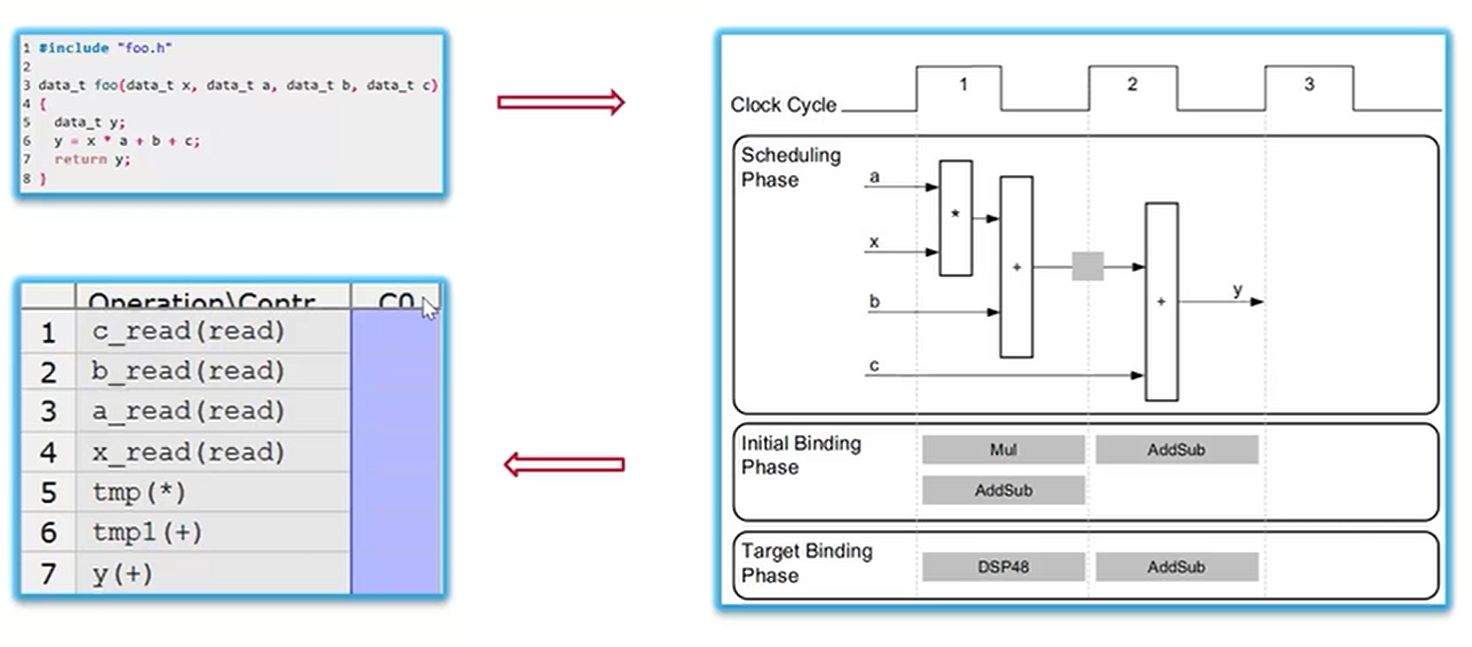 1 #include "foo.h"
2
3 data_t foo(data_t x, data_t a, data_t b, data_t c)
4 {
5 data_t y;
6 y = x * a + b + c;
7 return y;
8 }
Operation\Contr C0
1 c_read(read)
2 b_read(read)
3 a_read(read)
4 x_read(read)
5 tmp(*)
6 tmp1(+)
7 y(+)
Clock Cycle 1 2 3
Scheduling
Phase
a
*
x
+
b
c
+
y
Initial Binding
Phase
Mul AddSub
AddSub
Target Binding
Phase
DSP48 AddSub